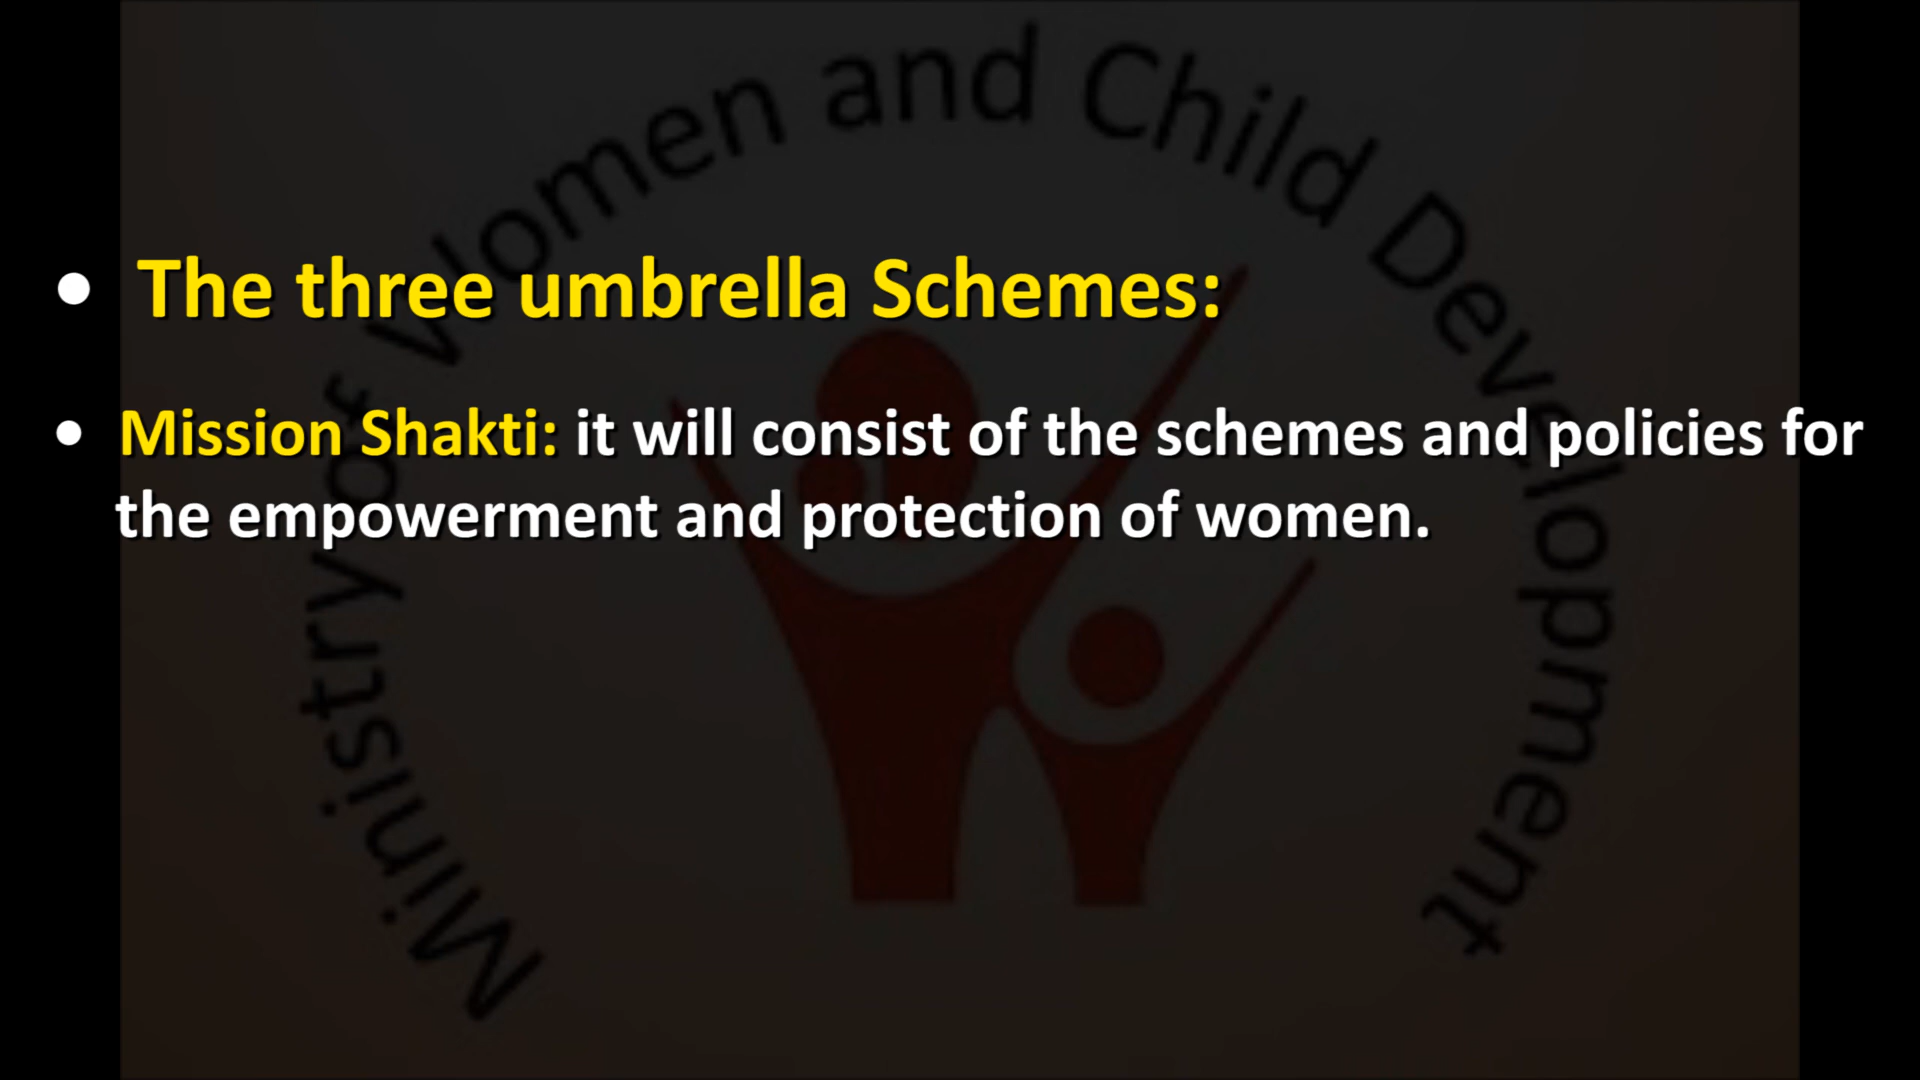 Ministry of Women and Child Development
• The three umbrella Schemes:
• Mission Shakti: it will consist of the schemes and policies for
the empowerment and protection of women.